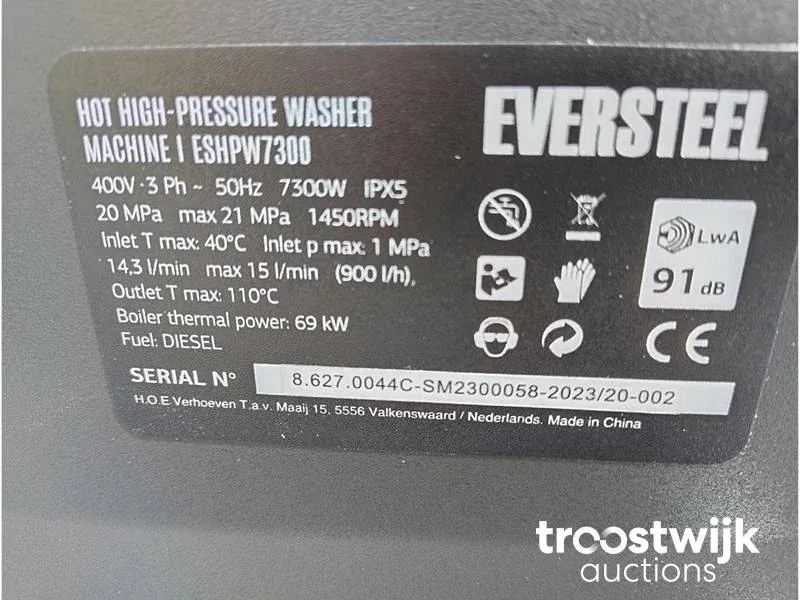 HOT HIGH-PRESSURE WASHER
MACHINE I ESHPW7300
EVERSTEEL
400V · 3 Ph ~ 50Hz 7300W IPX5
20 MPa max 21 MPa 1450RPM
Inlet T max: 40°C Inlet p max: 1 MPa
14,3 l/min max 15 l/min (900 l/h),
Outlet T max: 110°C
Boiler thermal power: 69 kW
Fuel: DIESEL
LWA
91 dB
CE
SERIAL N° 8.627.0044C-SM2300058-2023/20-002
H.O.E Verhoeven T.a.v. Maaij 15, 5556 Valkenswaard / Nederlands. Made in China
troostwijk
auctions